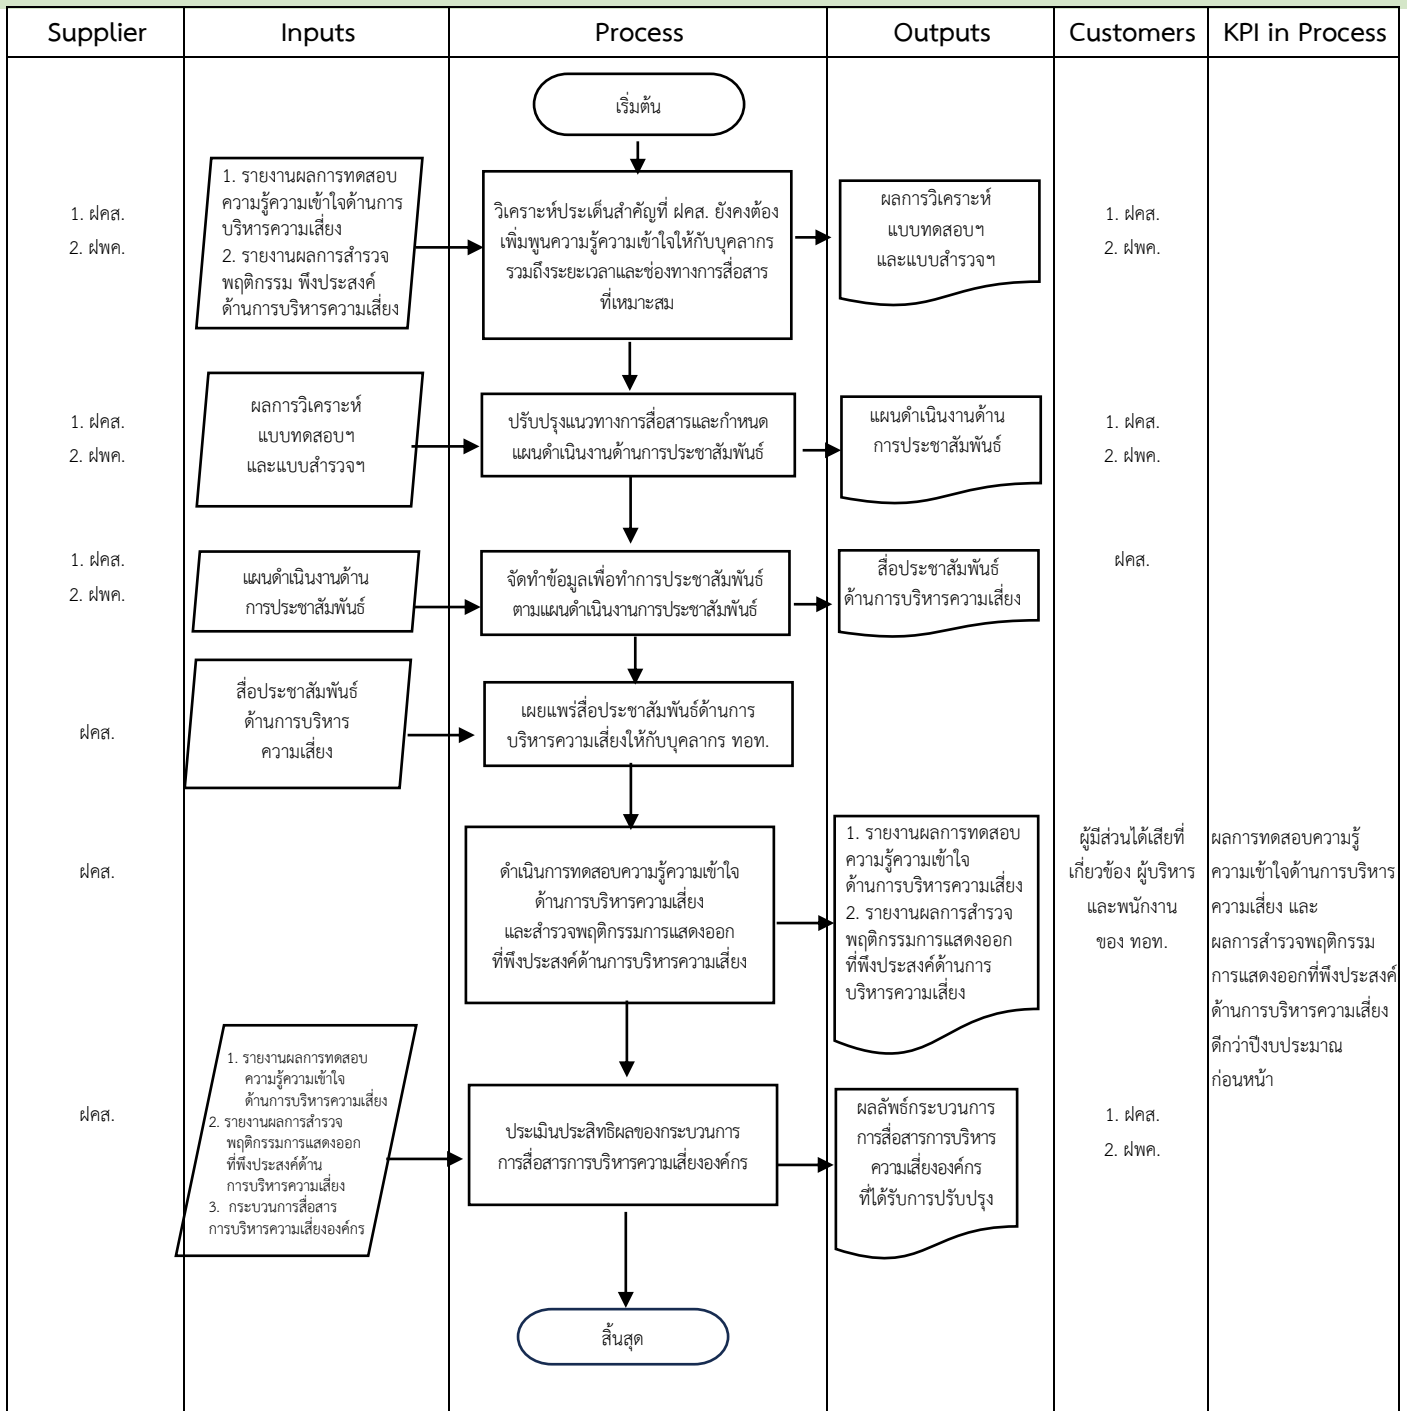 Supplier
Inputs
Process
Outputs
Customers
KPI in Process
เริ่มต้น
1. ฝคส.
2. ฝพค.
1. รายงานผลการทดสอบ
ความรู้ความเข้าใจด้านการ
บริหารความเสี่ยง
2. รายงานผลการสำรวจ
พฤติกรรม พึงประสงค์
ด้านการบริหารความเสี่ยง
วิเคราะห์ประเด็นสำคัญที่ ฝคส. ยังคงต้อง
เพิ่มพูนความรู้ความเข้าใจให้กับบุคลากร
รวมถึงระยะเวลาและช่องทางการสื่อสาร
ที่เหมาะสม
ผลการวิเคราะห์
แบบทดสอบฯ
และแบบสำรวจฯ
1. ฝคส.
2. ฝพค.
1. ฝคส.
2. ฝพค.
ผลการวิเคราะห์
แบบทดสอบฯ
และแบบสำรวจฯ
ปรับปรุงแนวทางการสื่อสารและกำหนด
แผนดำเนินงานด้านการประชาสัมพันธ์
แผนดำเนินงานด้าน
การประชาสัมพันธ์
1. ฝคส.
2. ฝพค.
1. ฝคส.
2. ฝพค.
แผนดำเนินงานด้าน
การประชาสัมพันธ์
จัดทำข้อมูลเพื่อทำการประชาสัมพันธ์
ตามแผนดำเนินงานการประชาสัมพันธ์
สื่อประชาสัมพันธ์
ด้านการบริหารความเสี่ยง
ฝคส.
ฝคส.
สื่อประชาสัมพันธ์
ด้านการบริหาร
ความเสี่ยง
เผยแพร่สื่อประชาสัมพันธ์ด้านการ
บริหารความเสี่ยงให้กับบุคลากร ทอท.
ฝคส.
ดำเนินการทดสอบความรู้ความเข้าใจ
ด้านการบริหารความเสี่ยง
และสำรวจพฤติกรรมการแสดงออก
ที่พึงประสงค์ด้านการบริหารความเสี่ยง
1. รายงานผลการทดสอบ
ความรู้ความเข้าใจ
ด้านการบริหารความเสี่ยง
2. รายงานผลการสำรวจ
พฤติกรรมการแสดงออก
ที่พึงประสงค์ด้านการ
บริหารความเสี่ยง
ผู้มีส่วนได้เสียที่
เกี่ยวข้อง ผู้บริหาร
และพนักงาน
ของ ทอท.
ผลการทดสอบความรู้
ความเข้าใจด้านการบริหาร
ความเสี่ยง และ
ผลการสำรวจพฤติกรรม
การแสดงออกที่พึงประสงค์
ด้านการบริหารความเสี่ยง
ดีกว่าปีงบประมาณ
ก่อนหน้า
ฝคส.
1. รายงานผลการทดสอบ
ความรู้ความเข้าใจ
ด้านการบริหารความเสี่ยง
2. รายงานผลการสำรวจ
พฤติกรรมการแสดงออก
ที่พึงประสงค์ด้าน
การบริหารความเสี่ยง
3. กระบวนการสื่อสาร
การบริหารความเสี่ยงองค์กร
ประเมินประสิทธิผลของกระบวนการ
การสื่อสารการบริหารความเสี่ยงองค์กร
ผลลัพธ์กระบวนการ
การสื่อสารการบริหาร
ความเสี่ยงองค์กร
ที่ได้รับการปรับปรุง
1. ฝคส.
2. ฝพค.
สิ้นสุด